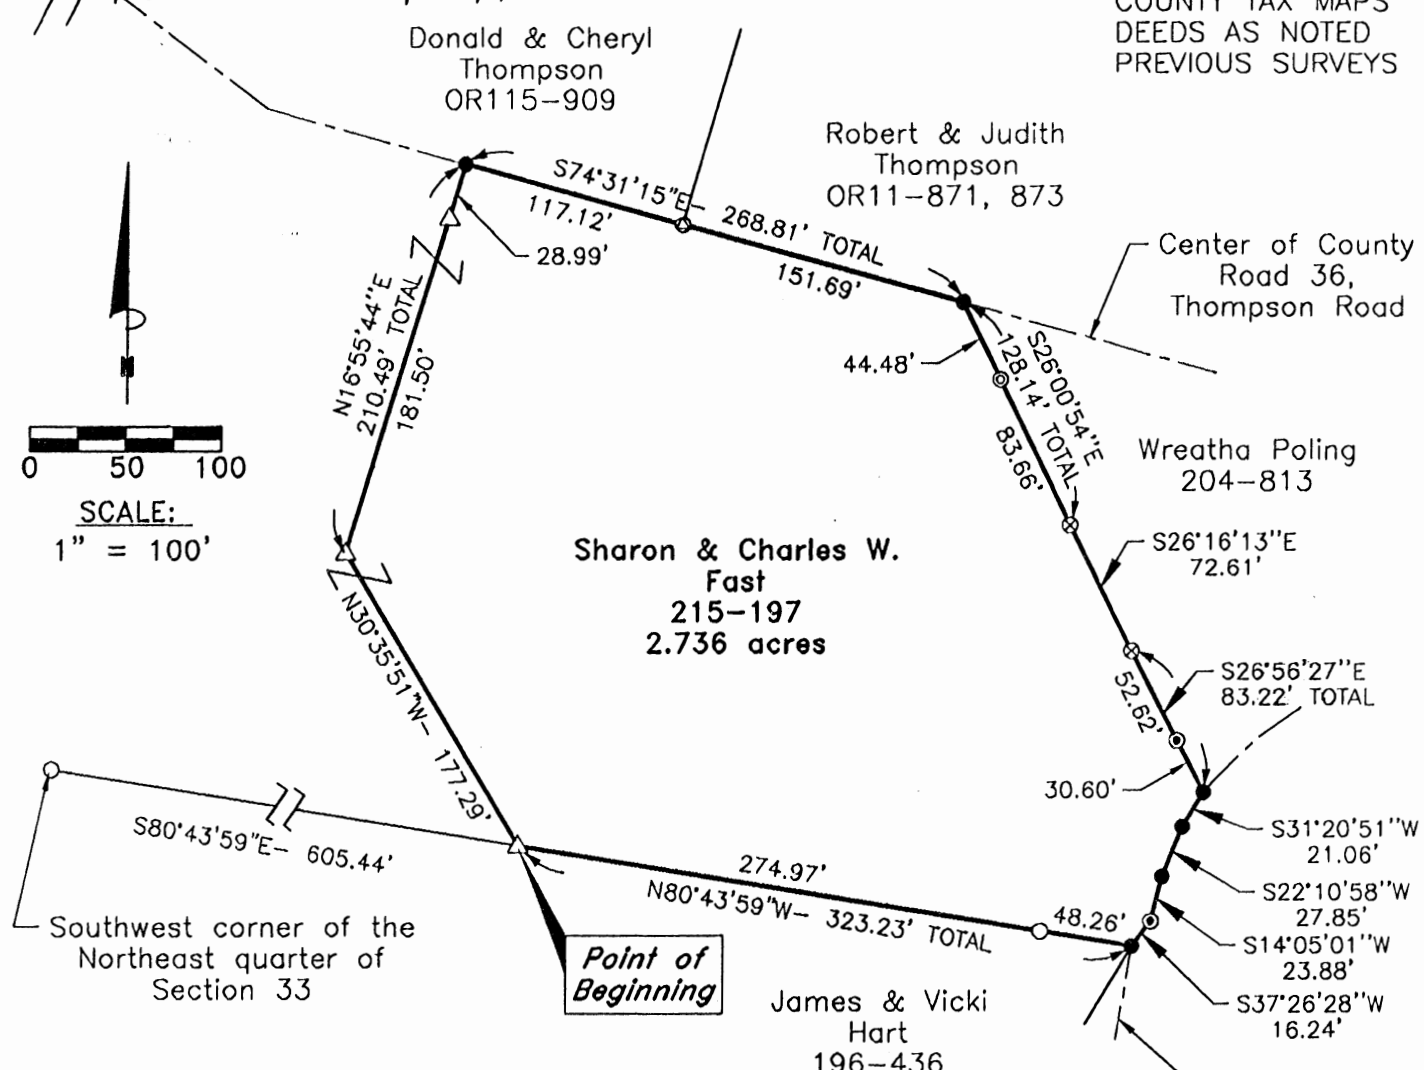 COUNTY TAX MAPS
DEEDS AS NOTED
PREVIOUS SURVEYS
Donald & Cheryl
Thompson
OR115-909
Robert & Judith
Thompson
OR11-871, 873
S74°31'15"E- 268.81' TOTAL
117.12'
151.69'
28.99'
Center of County
Road 36,
Thompson Road
N16°55'44"E
210.49' TOTAL
181.50'
44.48'
S26°00'54"E
128.14' TOTAL
83.66'
N
0 50 100
SCALE:
1" = 100'
Wreatha Poling
204-813
S26°16'13"E
72.61'
Sharon & Charles W.
Fast
215-197
2.736 acres
N30°35'51"W- 177.29'
S26°56'27"E
83.22' TOTAL
52.62'
30.60'
S80°43'59"E- 605.44'
S31°20'51"W
21.06'
S22°10'58"W
27.85'
S14°05'01"W
23.88'
S37°26'28"W
16.24'
274.97'
N80°43'59"W- 323.23' TOTAL
48.26'
Southwest corner of the
Northeast quarter of
Section 33
Point of
Beginning
James & Vicki
Hart
196-436